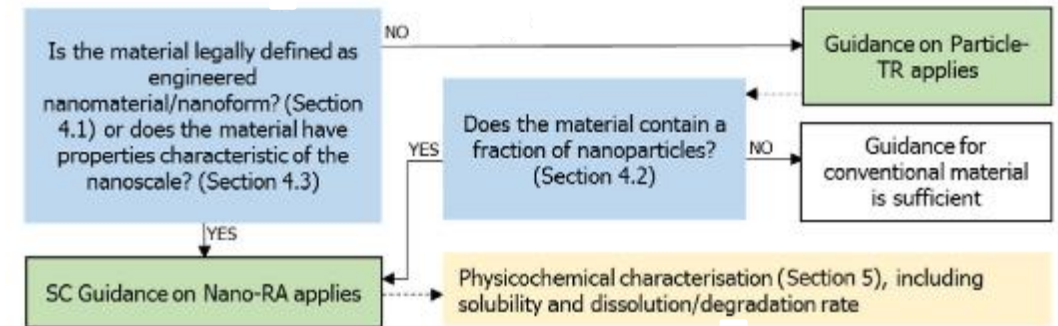 Is the material legally defined as
engineered
nanomaterial/nanoform? (Section
4.1) or does the material have
properties characteristic of the
nanoscale? (Section 4.3)
NO
Guidance on Particle-
TR applies
Does the material contain a
fraction of nanoparticles?
(Section 4.2)
YES
NO
Guidance for
conventional material
is sufficient
YES
SC Guidance on Nano-RA applies
Physicochemical characterisation (Section 5), including
solubility and dissolution/degradation rate